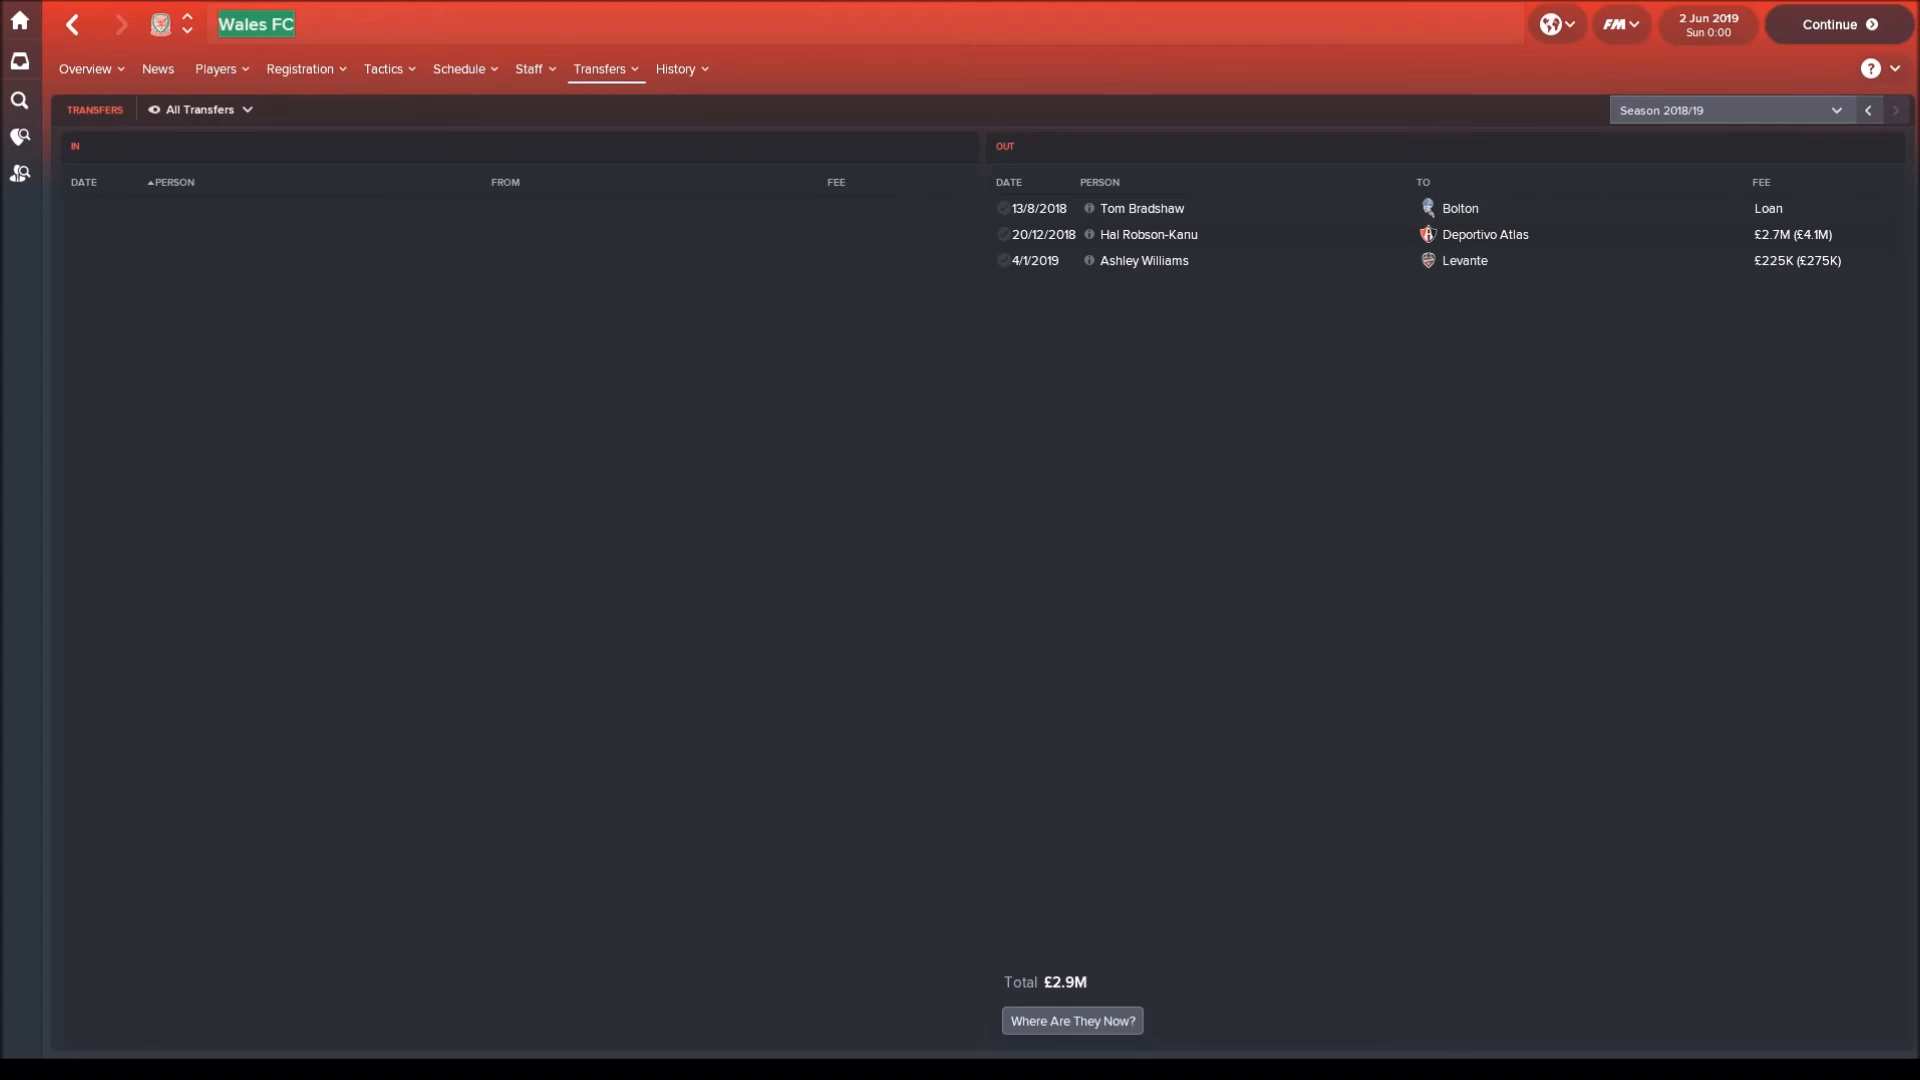 Wales FC
FM
2 Jun 2019
Sun 0:00
Continue
Overview News Players Registration Tactics Schedule Staff Transfers History
?
TRANSFERS All Transfers Season 2018/19
IN
DATE PERSON FROM FEE
OUT
DATE PERSON TO FEE
13/8/2018 Tom Bradshaw Bolton Loan
20/12/2018 Hal Robson-Kanu Deportivo Atlas £2.7M (£4.1M)
4/1/2019 Ashley Williams Levante £225K (£275K)
Total £2.9M
Where Are They Now?